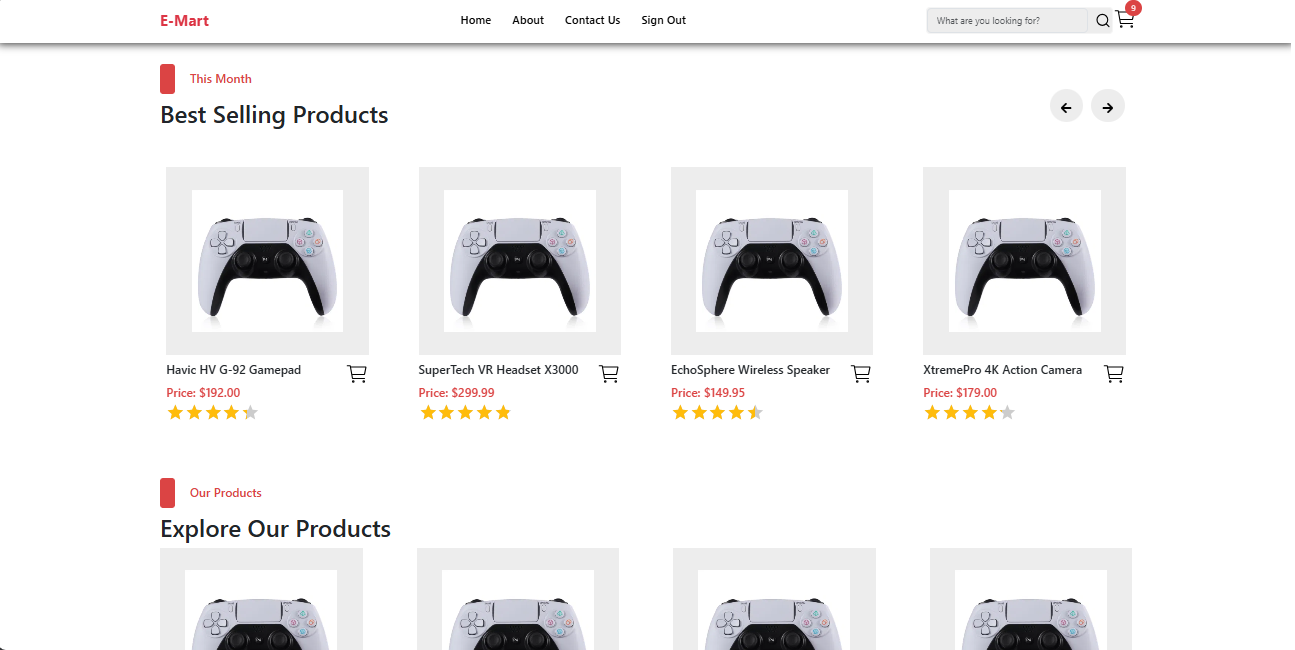 E-Mart
Home About Contact Us Sign Out
What are you looking for?
9
This Month
Best Selling Products
Havic HV G-92 Gamepad
Price: $192.00
SuperTech VR Headset X3000
Price: $299.99
EchoSphere Wireless Speaker
Price: $149.95
XtremePro 4K Action Camera
Price: $179.00
Our Products
Explore Our Products